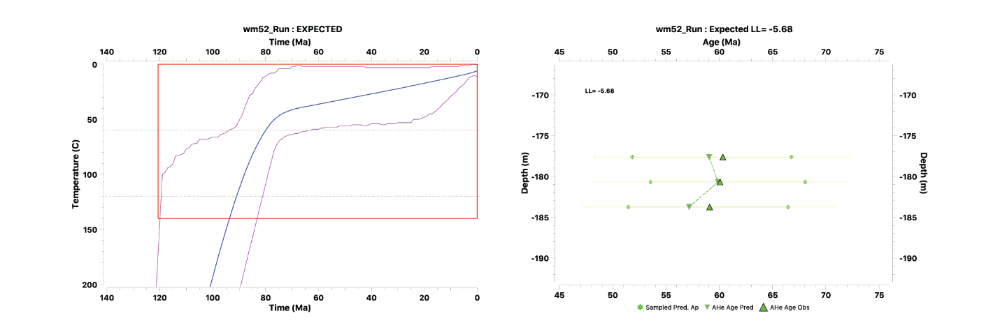 wm52_Run : EXPECTED
Time (Ma)
140 120 100 80 60 40 20 0
0
50
100
150
200
Temperature (C)
140 120 100 80 60 40 20 0
Time (Ma)
wm52_Run : Expected LL= -5.68
Age (Ma)
45 50 55 60 65 70 75
LL= -5.68
-170 -170
-175 -175
-180 -180
-185 -185
-190 -190
Depth (m)
Depth (m)
45 50 55 60 65 70 75
Sampled Pred. Ap AHe Age Pred AHe Age Obs